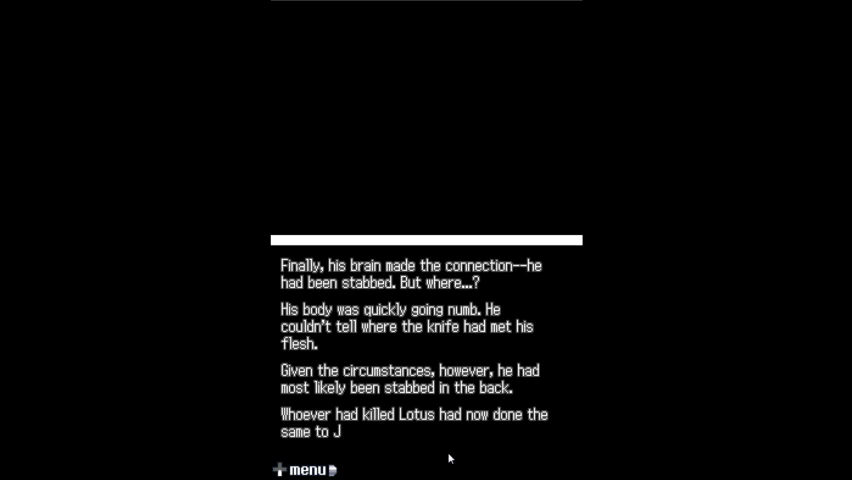 Finally, his brain made the connection--he
had been stabbed. But where...?
His body was quickly going numb. He
couldn't tell where the knife had met his
flesh.
Given the circumstances, however, he had
most likely been stabbed in the back.
Whoever had killed Lotus had now done the
same to J
menu